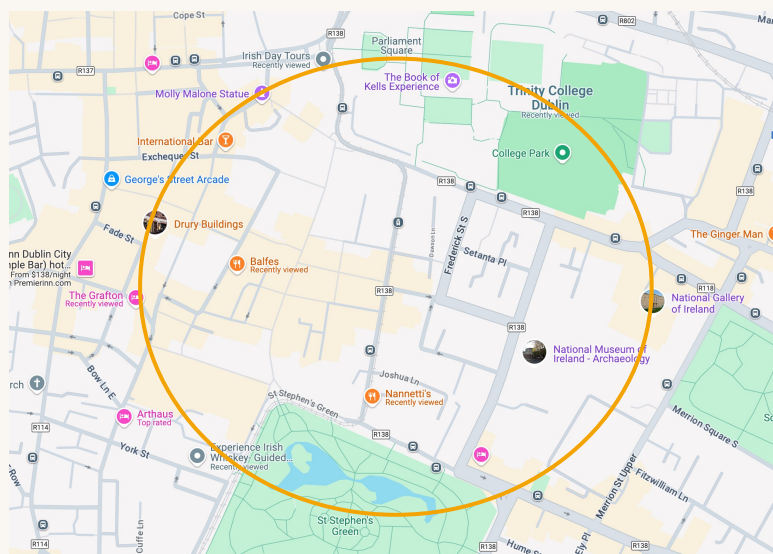 Cope St
R138
R802
Parliament
Square
Irish Day Tours
Recently viewed
R137
The Book of
Kells Experience
Trinity College
Dublin
Recently viewed
Molly Malone Statue
International Bar
Exchequer St
College Park
George's Street Arcade
R138
R138
Drury Buildings
Fade St
Dawson Ln
Frederick St S
Setanta Pl
The Ginger Man
nn Dublin City
nple Bar) hot...
From $138/night
Premierinn.com
Balfes
Recently viewed
The Grafton
Recently viewed
R138
R118
National Gallery
of Ireland
R138
National Museum of
Ireland - Archaeology
Joshua Ln
Nannetti's
Recently viewed
Bow Ln E
rch
Arthaus
Top rated
St Stephen's Green
R138
Merrion Square S
R114
York St
Experience Irish
Whiskey: Guided...
Recently viewed
Merrion St Upper
Fitzwilliam Ln
Row
St Stephen's
Green
Cuffe Ln
R114
Ely Pl
R138
Hume St
R138